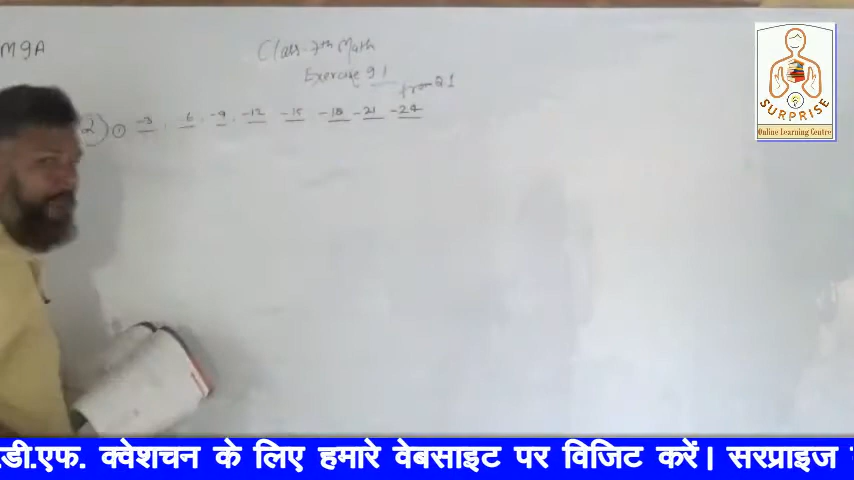 M9A
Class-7th Math
Exercise 9.1
from Q.1
2) ① -3, -6, -9, -12 -15 -18 -21 -24
SURPRISE
Online Learning Centre
.डी.एफ. क्वेशचन के लिए हमारे वेबसाइट पर विजिट करें। सरप्राइज